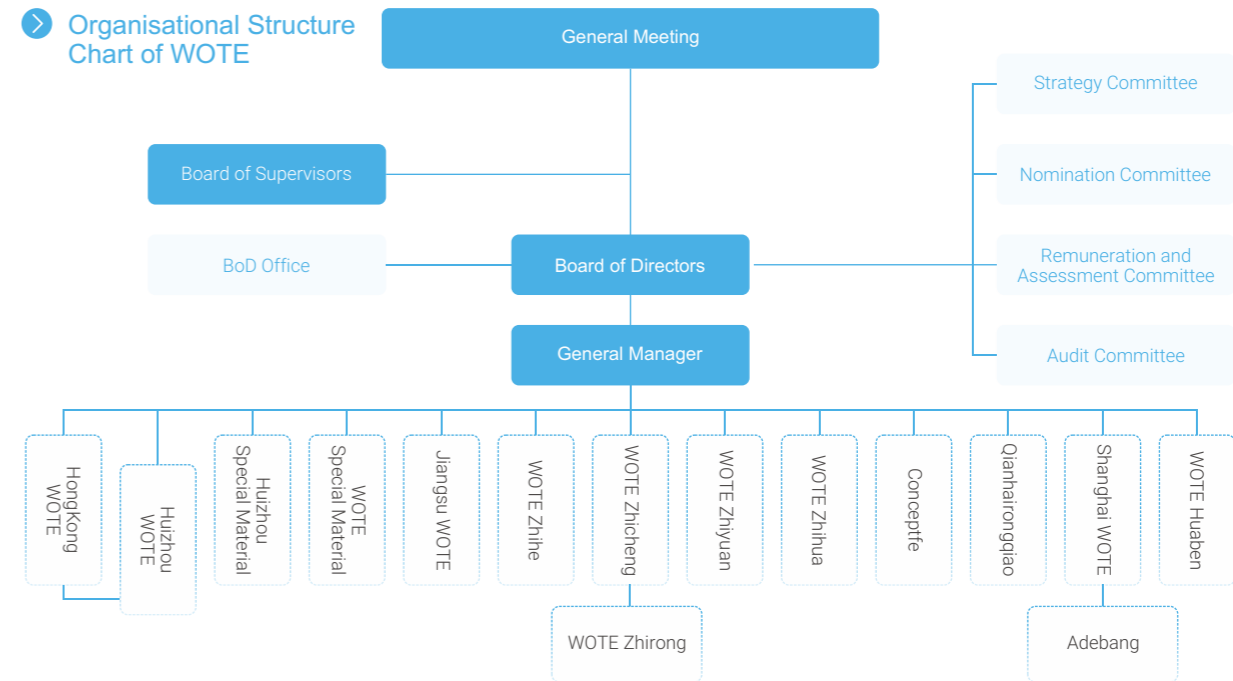 Organisational Structure
Chart of WOTE
General Meeting
Strategy Committee
Board of Supervisors
Nomination Committee
BoD Office
Board of Directors
Remuneration and
Assessment Committee
General Manager
Audit Committee
HongKong
WOTE
Huizhou
WOTE
Huizhou
Special Material
WOTE
Special Material
Jiangsu WOTE
WOTE Zhihe
WOTE Zhicheng
WOTE Zhiyuan
WOTE Zhihua
Conceptfe
Qianhairongqiao
Shanghai WOTE
WOTE Huaben
WOTE Zhirong
Adebang